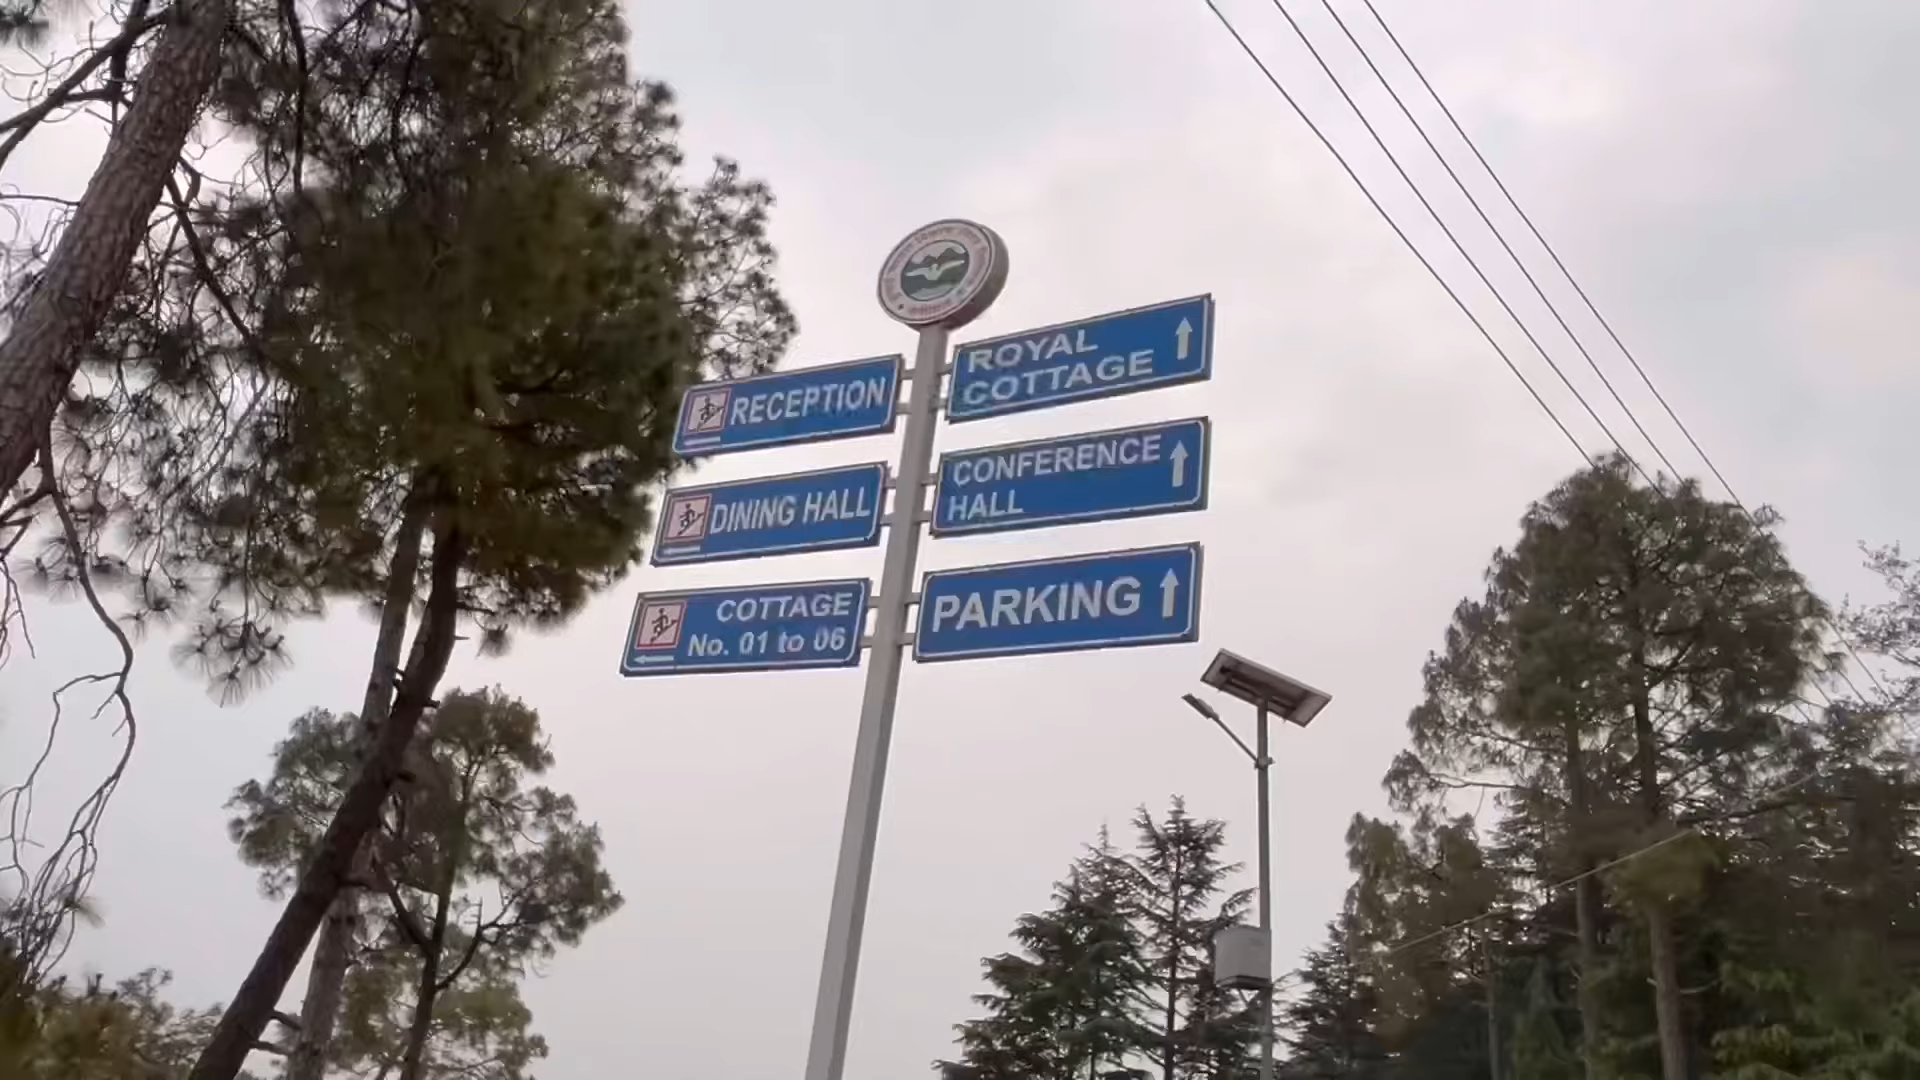 RECEPTION
DINING HALL
COTTAGE
No. 01 to 06
ROYAL
COTTAGE
CONFERENCE
HALL
PARKING